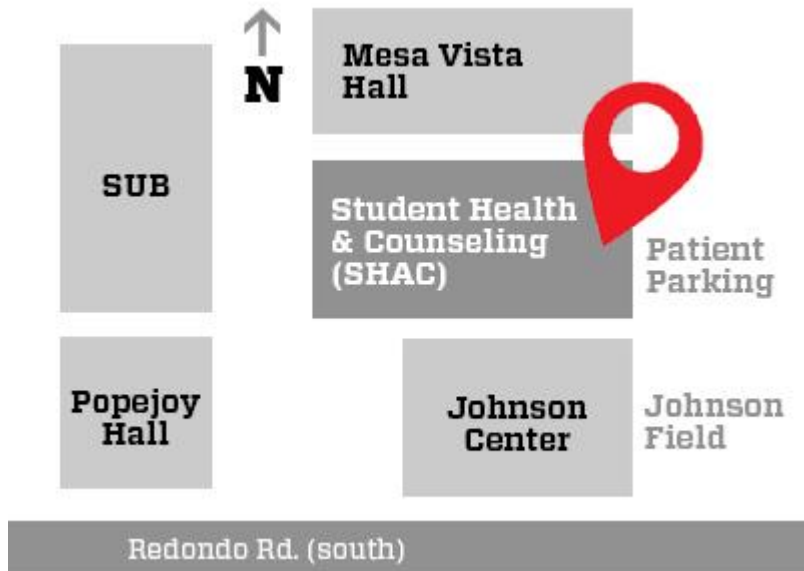 N
Mesa Vista
Hall
SUB
Student Health
& Counseling
(SHAC)
Patient
Parking
Popejoy
Hall
Johnson
Center
Johnson
Field
Redondo Rd. (south)